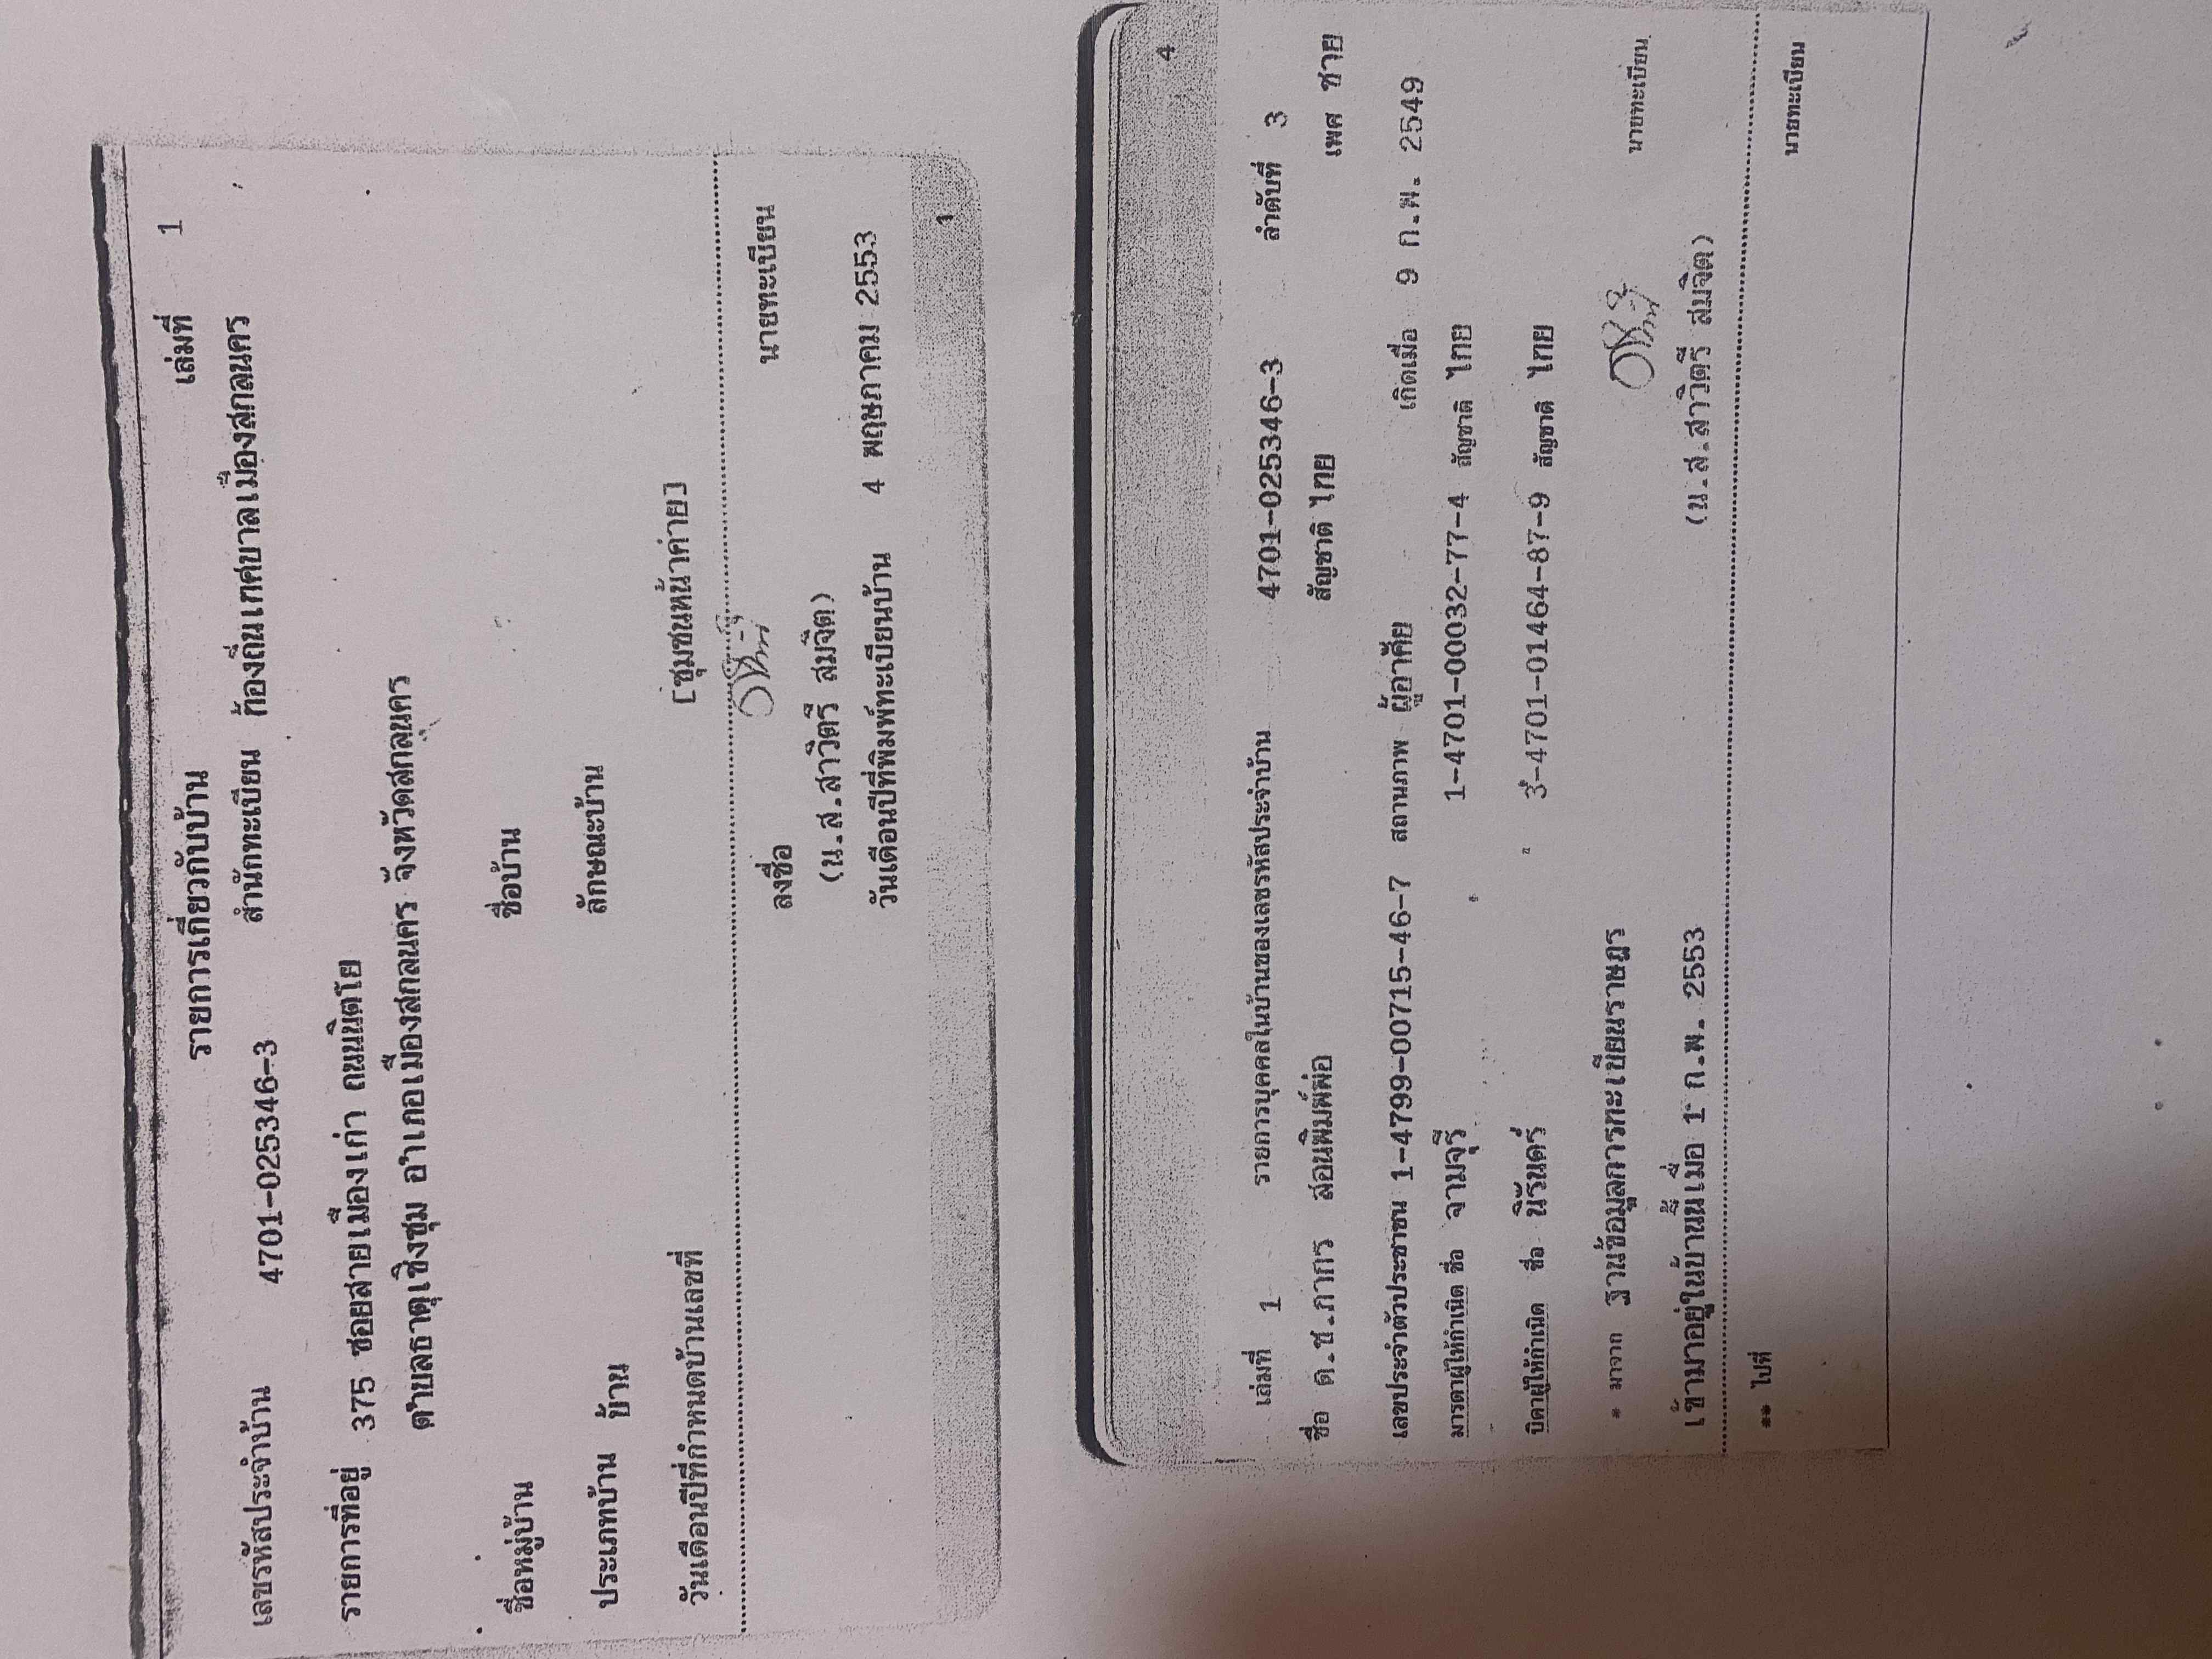 รายการเกี่ยวกับบ้าน เล่มที่ 1
เลขรหัสประจำบ้าน 4701-025346-3 สำนักทะเบียน ท้องถิ่นเทศบาลเมืองสกลนคร
รายการที่อยู่ 375 ซอยสายเมืองเก่า ถนนนิตโย
ตำบลธาตุเชิงชุม อำเภอเมืองสกลนคร จังหวัดสกลนคร
ชื่อหมู่บ้าน ชื่อบ้าน
ประเภทบ้าน บ้าน ลักษณะบ้าน
วันเดือนปีที่กำหนดบ้านเลขที่ [ชุมชนหน้าค่าย]
ลงชื่อ นายทะเบียน
(น.ส.สาวิตรี สมจิต)
วันเดือนปีที่พิมพ์ทะเบียนบ้าน 4 พฤษภาคม 2553
1
4
เล่มที่ 1 รายการบุคคลในบ้านของเลขรหัสประจำบ้าน 4701-025346-3 ลำดับที่ 3
ชื่อ ด.ช.ภากร สอนพิมพ์พ่อ สัญชาติ ไทย เพศ ชาย
เลขประจำตัวประชาชน 1-4799-00715-46-7 สถานภาพ ผู้อาศัย เกิดเมื่อ 9 ก.พ. 2549
มารดาผู้ให้กำเนิด ชื่อ จามจุรี 1-4701-00032-77-4 สัญชาติ ไทย
บิดาผู้ให้กำเนิด ชื่อ นิรันดร์ 3-4701-01464-87-9 สัญชาติ ไทย
* มาจาก ฐานข้อมูลการทะเบียนราษฎร นายทะเบียน
เข้ามาอยู่ในบ้านนี้เมื่อ 1 ก.พ. 2553 (น.ส.สาวิตรี สมจิต)
** ไปที่ นายทะเบียน